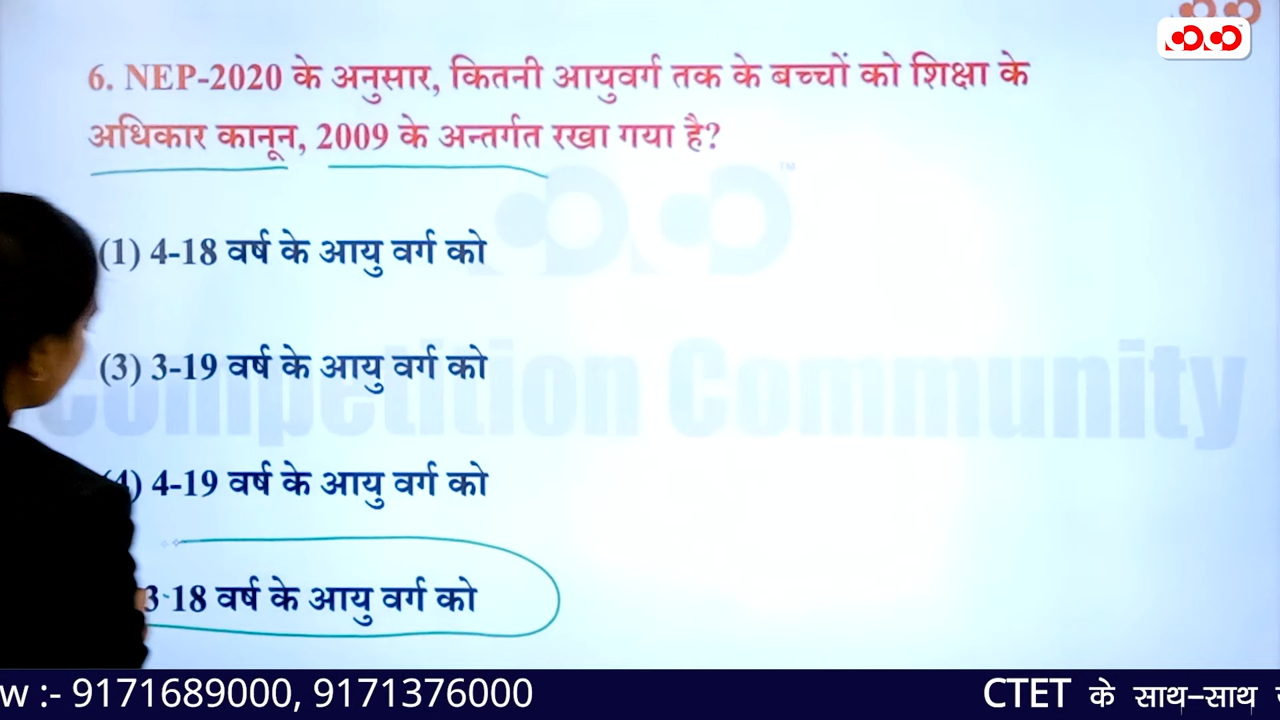 6. NEP-2020 के अनुसार, कितनी आयुवर्ग तक के बच्चों को शिक्षा के
अधिकार कानून, 2009 के अन्तर्गत रखा गया है?
(1) 4-18 वर्ष के आयु वर्ग को
(3) 3-19 वर्ष के आयु वर्ग को
(4) 4-19 वर्ष के आयु वर्ग को
3-18 वर्ष के आयु वर्ग को
Competition Community
TM
w :- 9171689000, 9171376000
CTET के साथ-साथ